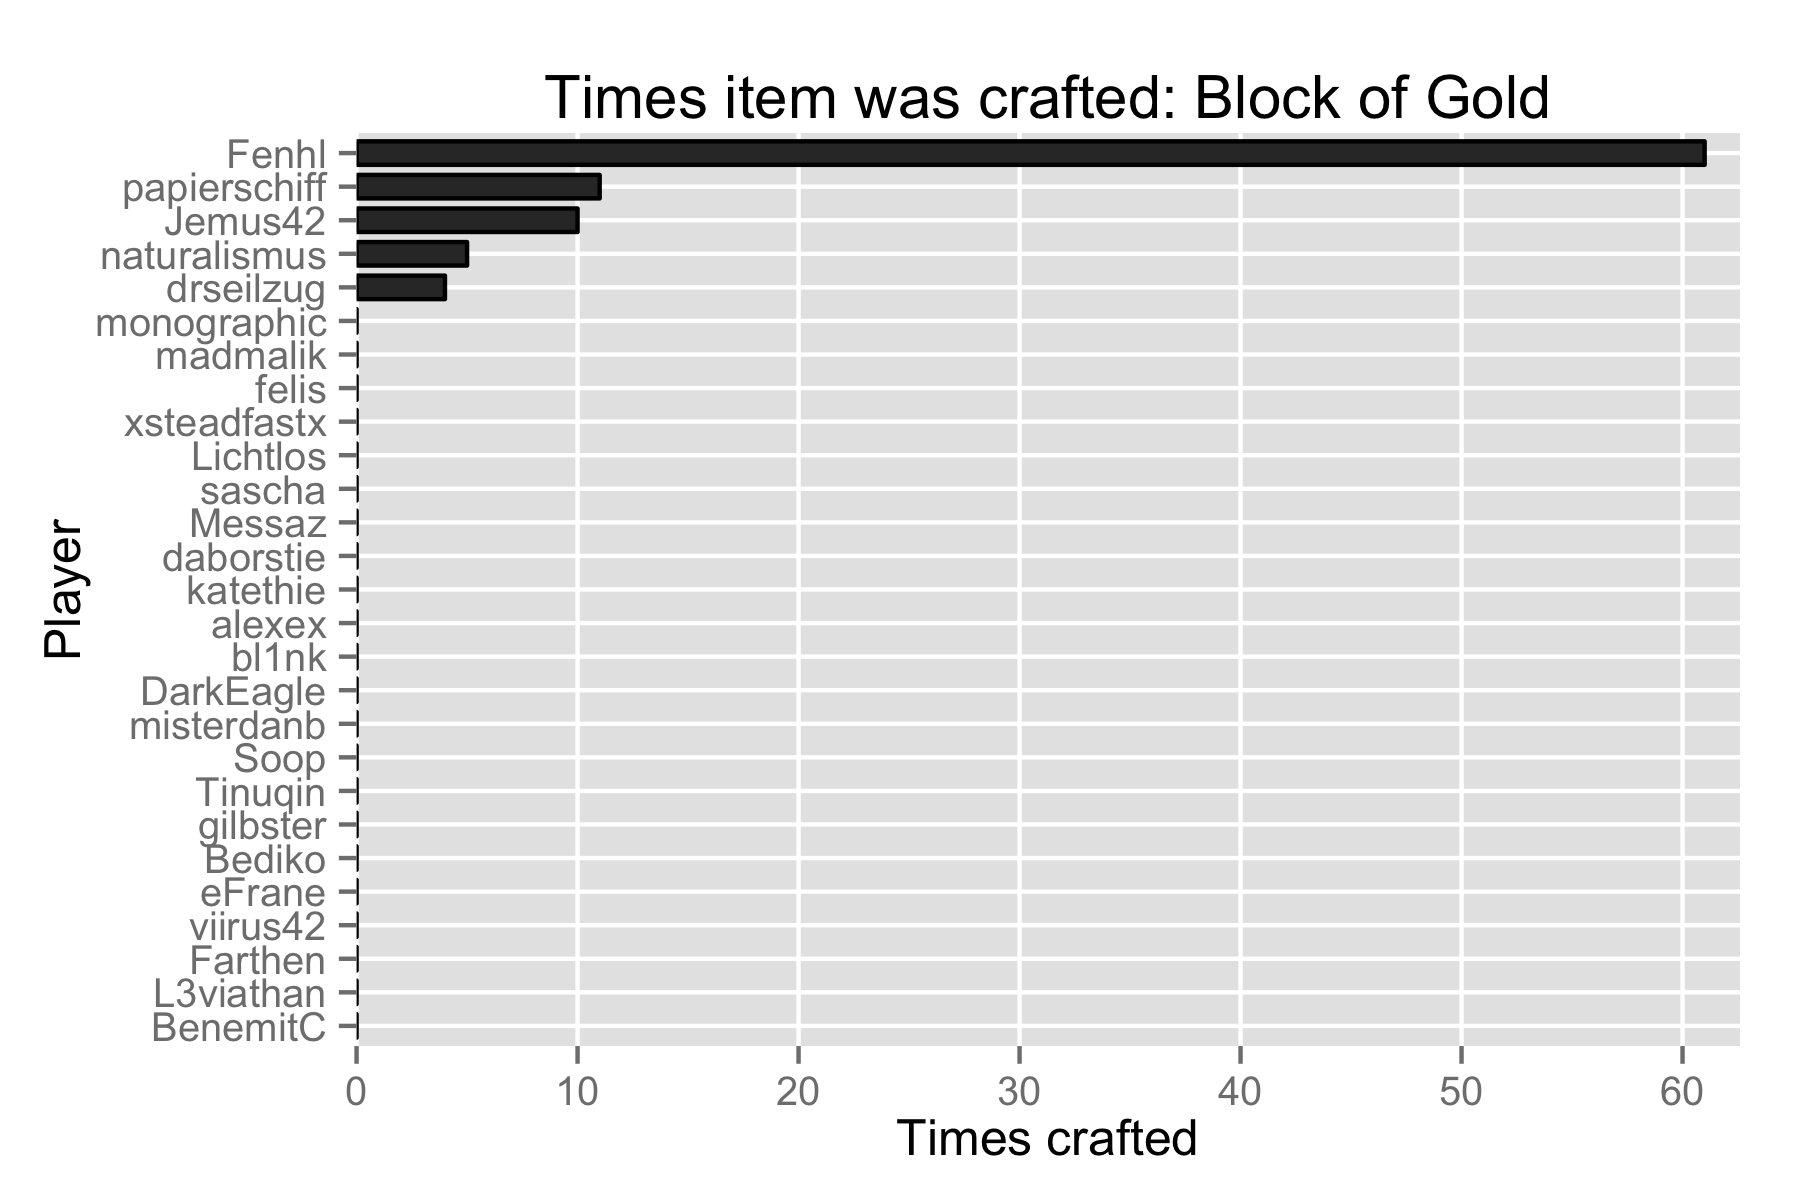 Times item was crafted: Block of Gold
Fenhl
papierschiff
Jemus42
naturalismus
drseilzug
monographic
madmalik
felis
xsteadfastx
Lichtlos
sascha
Messaz
daborstie
katethie
alexex
bl1nk
DarkEagle
misterdanb
Soop
Tinuqin
gilbster
Bediko
eFrane
viirus42
Farthen
L3viathan
BenemitC
Player
0 10 20 30 40 50 60
Times crafted